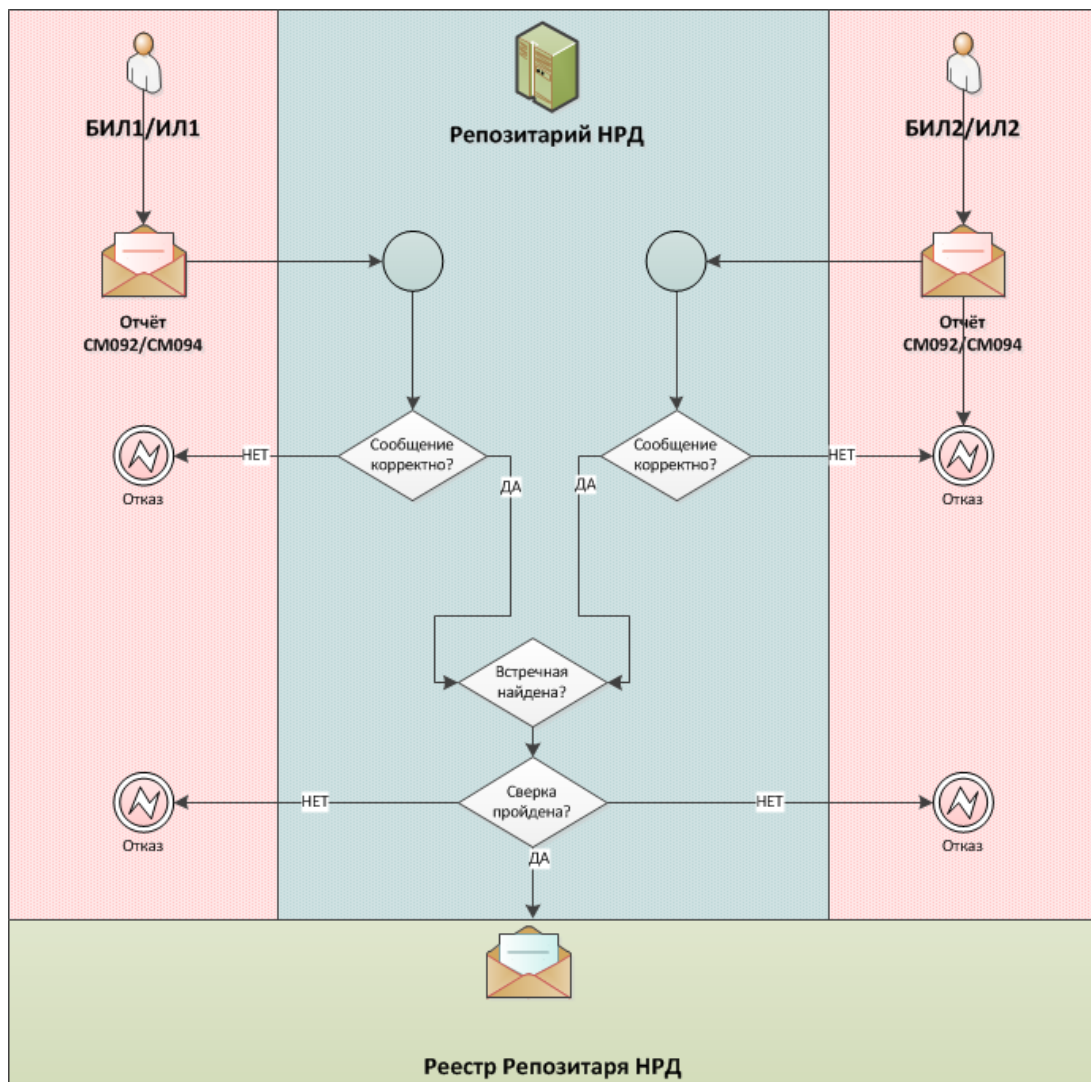 БИЛ1/ИЛ1
Репозитарий НРД
БИЛ2/ИЛ2
Отчёт
СМ092/СМ094
Отчёт
СМ092/СМ094
Сообщение
корректно?
Сообщение
корректно?
НЕТ
НЕТ
ДА
ДА
Отказ
Отказ
Встречная
найдена?
Сверка
пройдена?
НЕТ
НЕТ
Отказ
Отказ
ДА
Реестр Репозитаря НРД